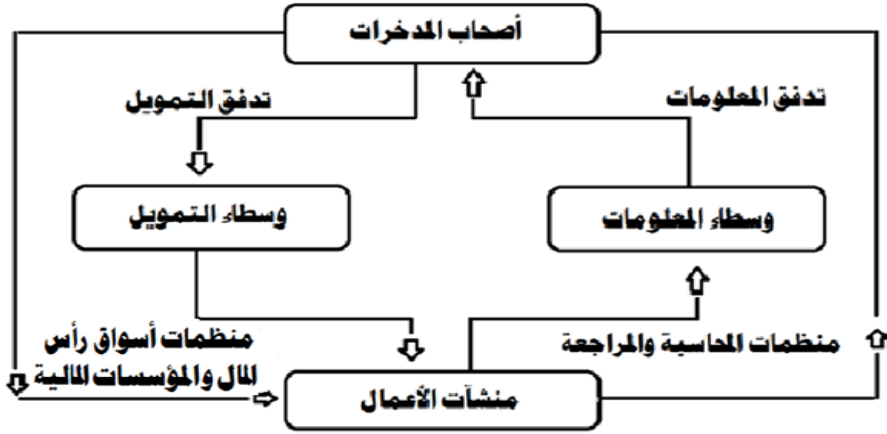 أصحاب المدخرات
تدفق المعلومات
تدفق التمويل
وسطاء المعلومات
وسطاء التمويل
منظمات المحاسبة والمراجعة
منظمات أسواق رأس
المال والمؤسسات المالية
منشآت الأعمال